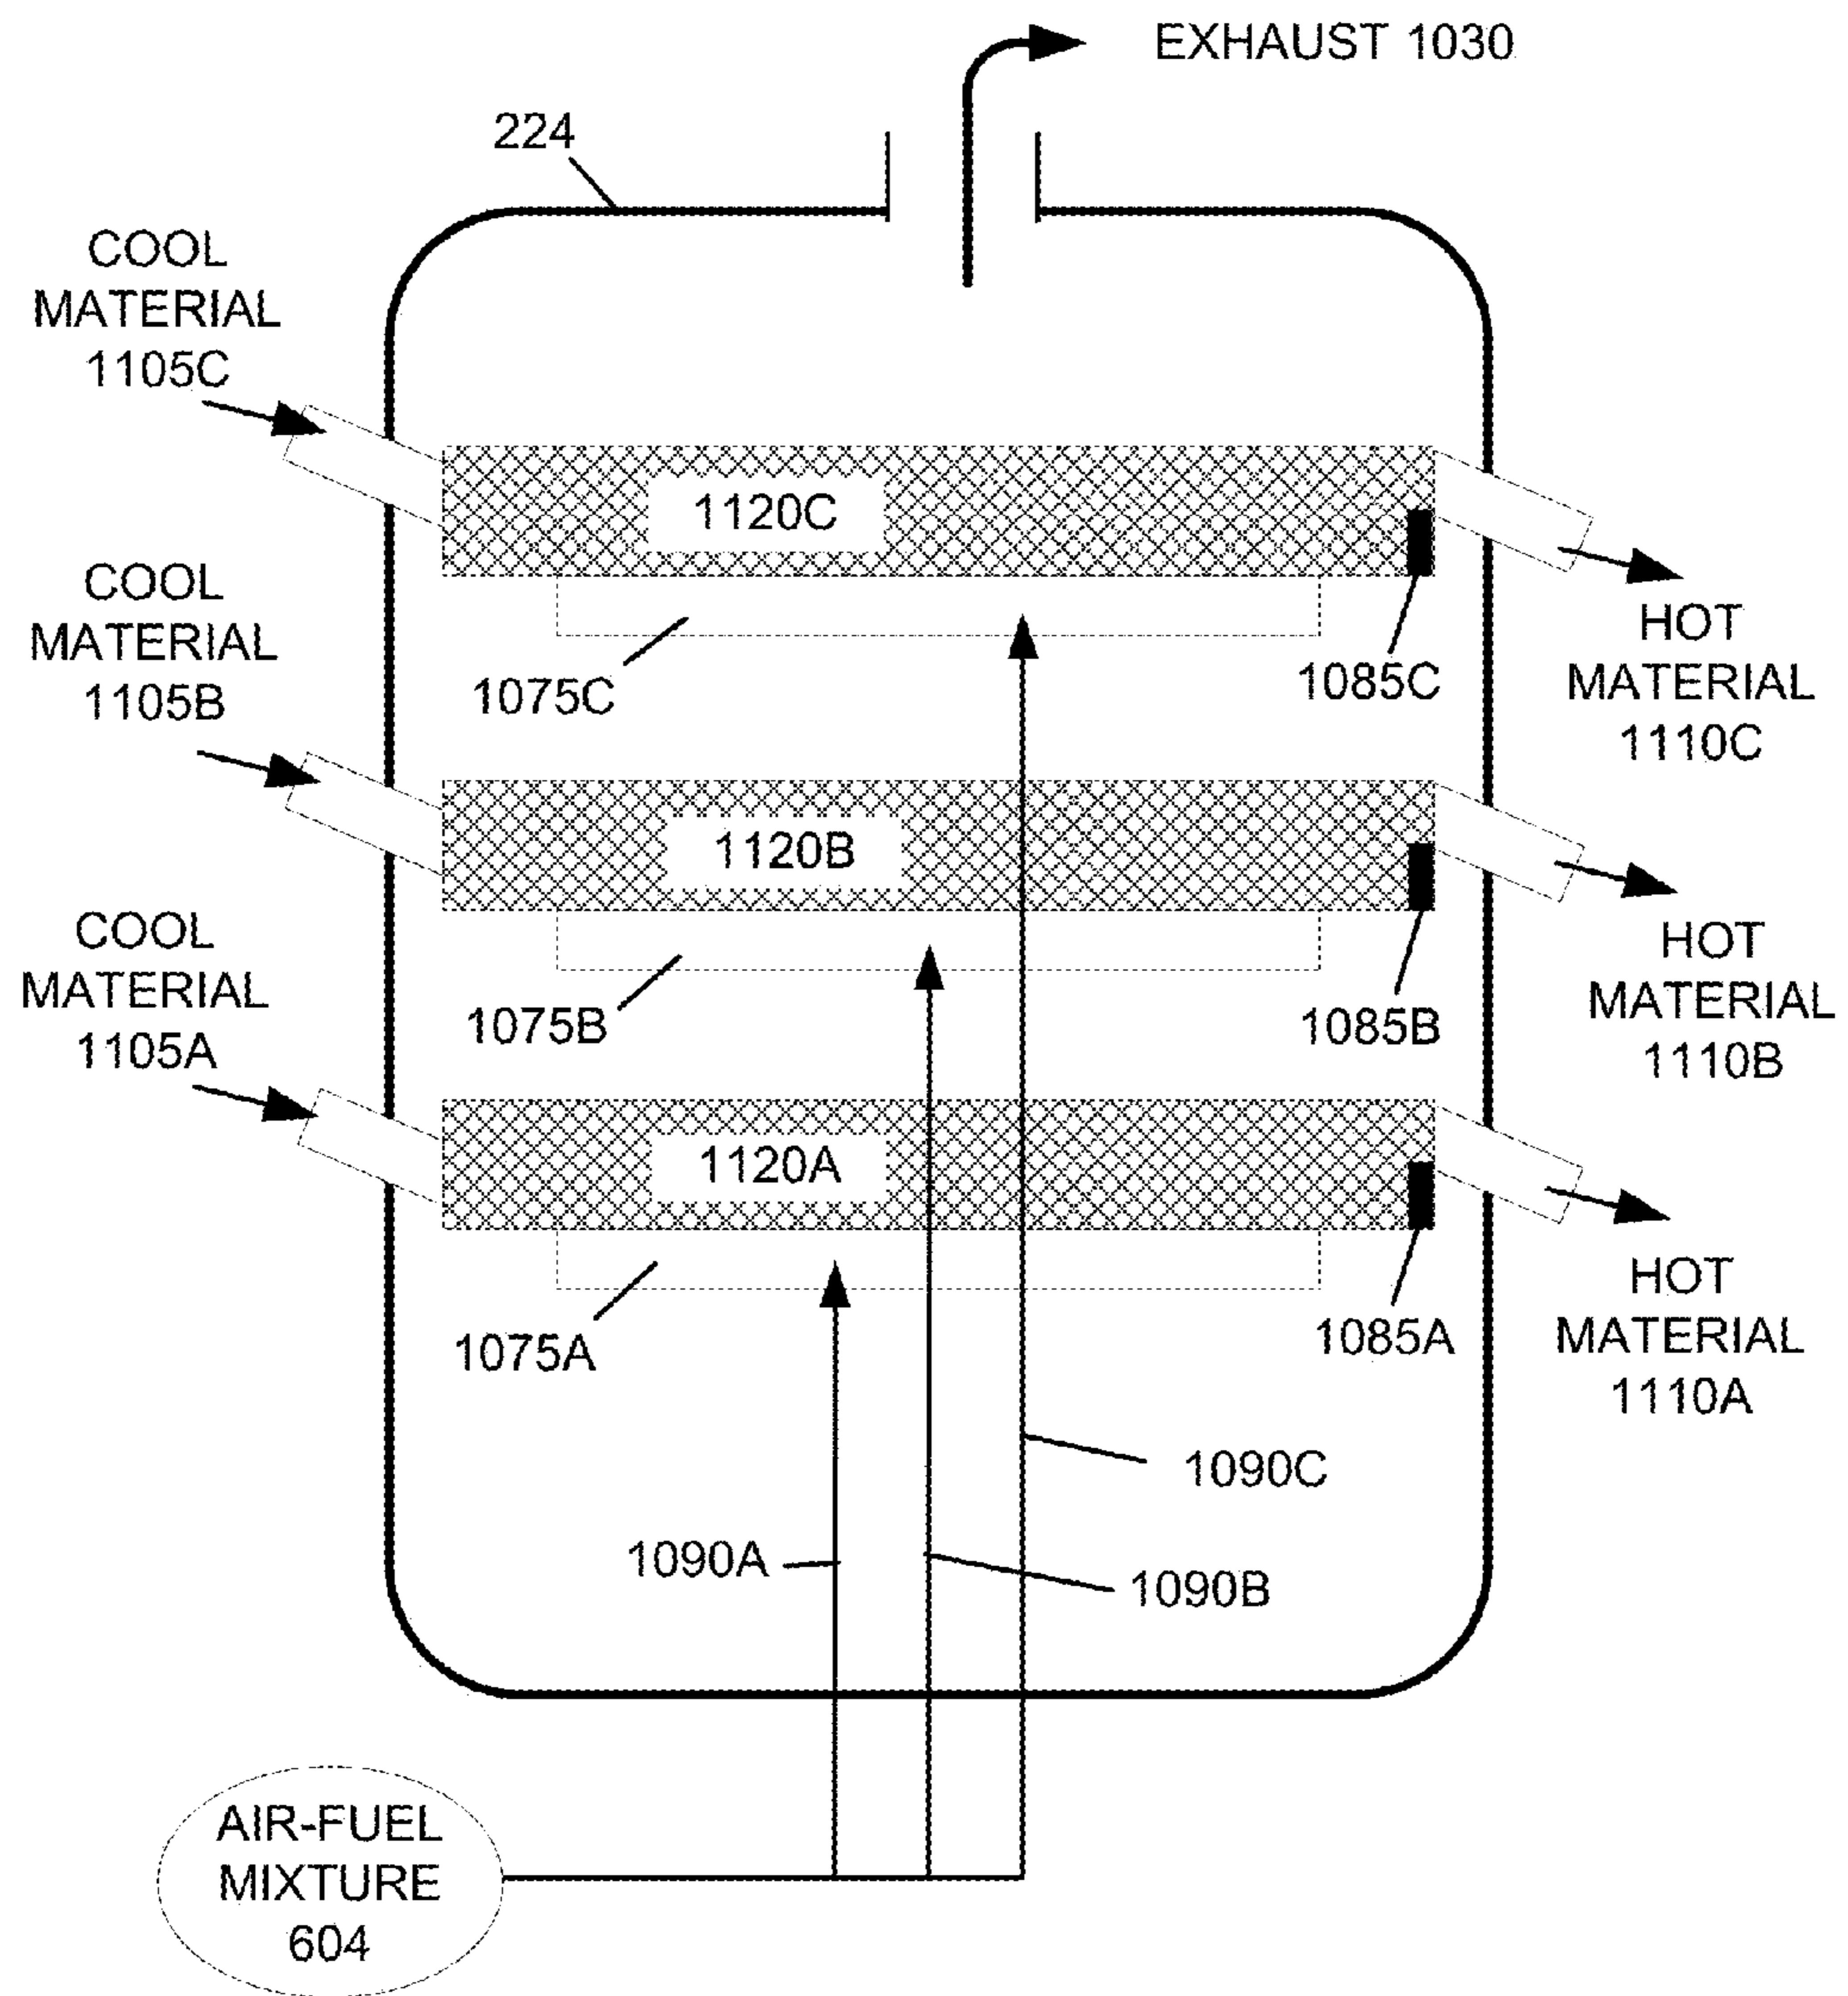 EXHAUST 1030
224
COOL
MATERIAL
1105C
1120C
1075C
1085C
HOT
MATERIAL
1110C
COOL
MATERIAL
1105B
1120B
1075B
1085B
HOT
MATERIAL
1110B
COOL
MATERIAL
1105A
1120A
1075A
1085A
HOT
MATERIAL
1110A
1090C
1090A
1090B
AIR-FUEL
MIXTURE
604